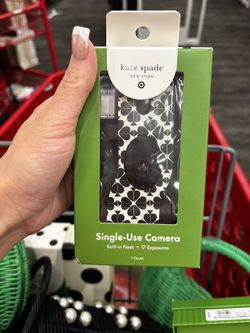 kate spade
NEW YORK
Single-Use Camera
Built-in Flash • 17 Exposures
1 Count